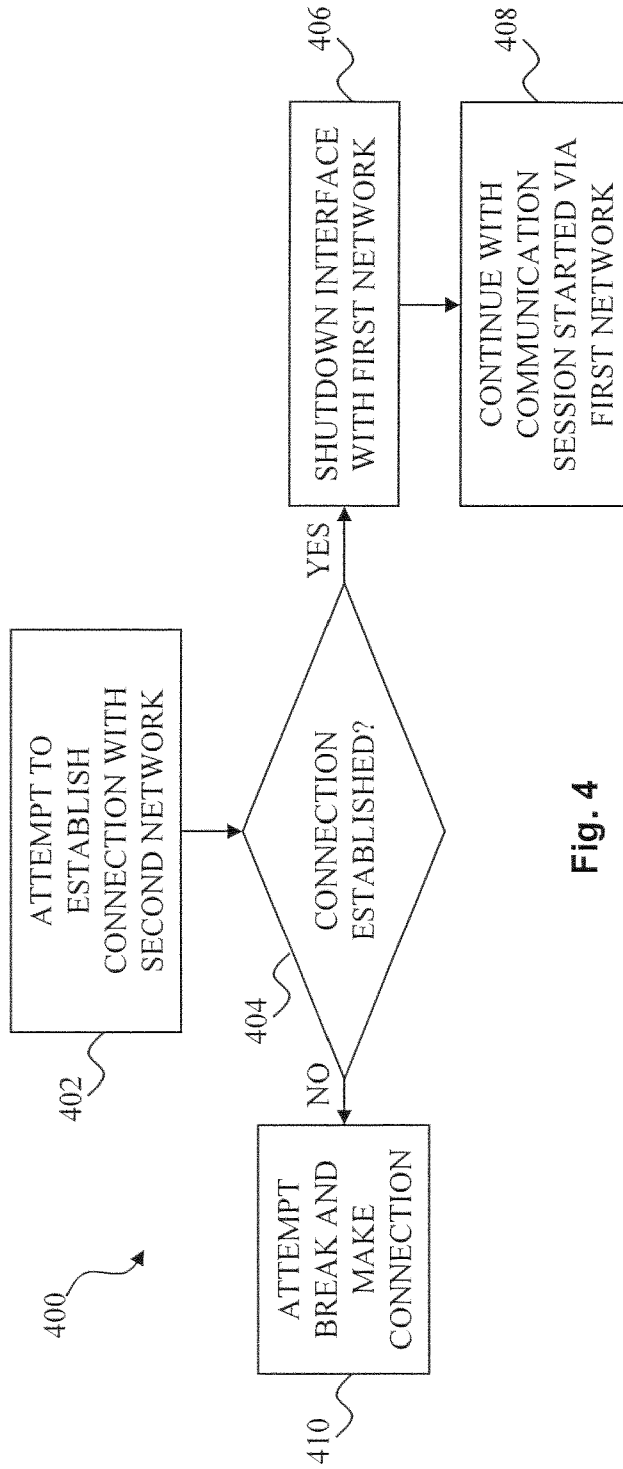 400
402
ATTEMPT TO
ESTABLISH
CONNECTION WITH
SECOND NETWORK
404
CONNECTION
ESTABLISHED?
NO
YES
410
ATTEMPT
BREAK AND
MAKE
CONNECTION
406
SHUTDOWN INTERFACE
WITH FIRST NETWORK
408
CONTINUE WITH
COMMUNICATION
SESSION STARTED VIA
FIRST NETWORK
Fig. 4